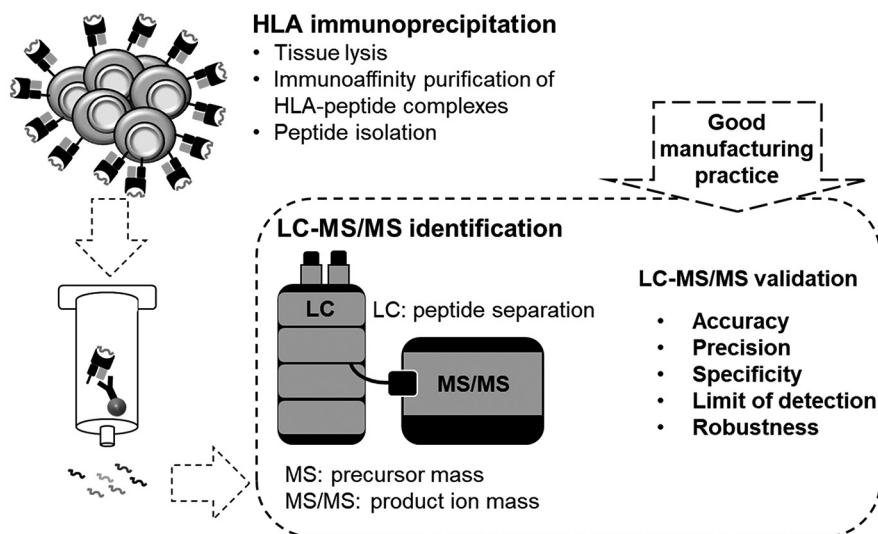 HLA immunoprecipitation
• Tissue lysis
• Immunoaffinity purification of
HLA-peptide complexes
• Peptide isolation
Good
manufacturing
practice
LC-MS/MS identification
LC
LC: peptide separation
MS/MS
MS: precursor mass
MS/MS: product ion mass
LC-MS/MS validation
• Accuracy
• Precision
• Specificity
• Limit of detection
• Robustness